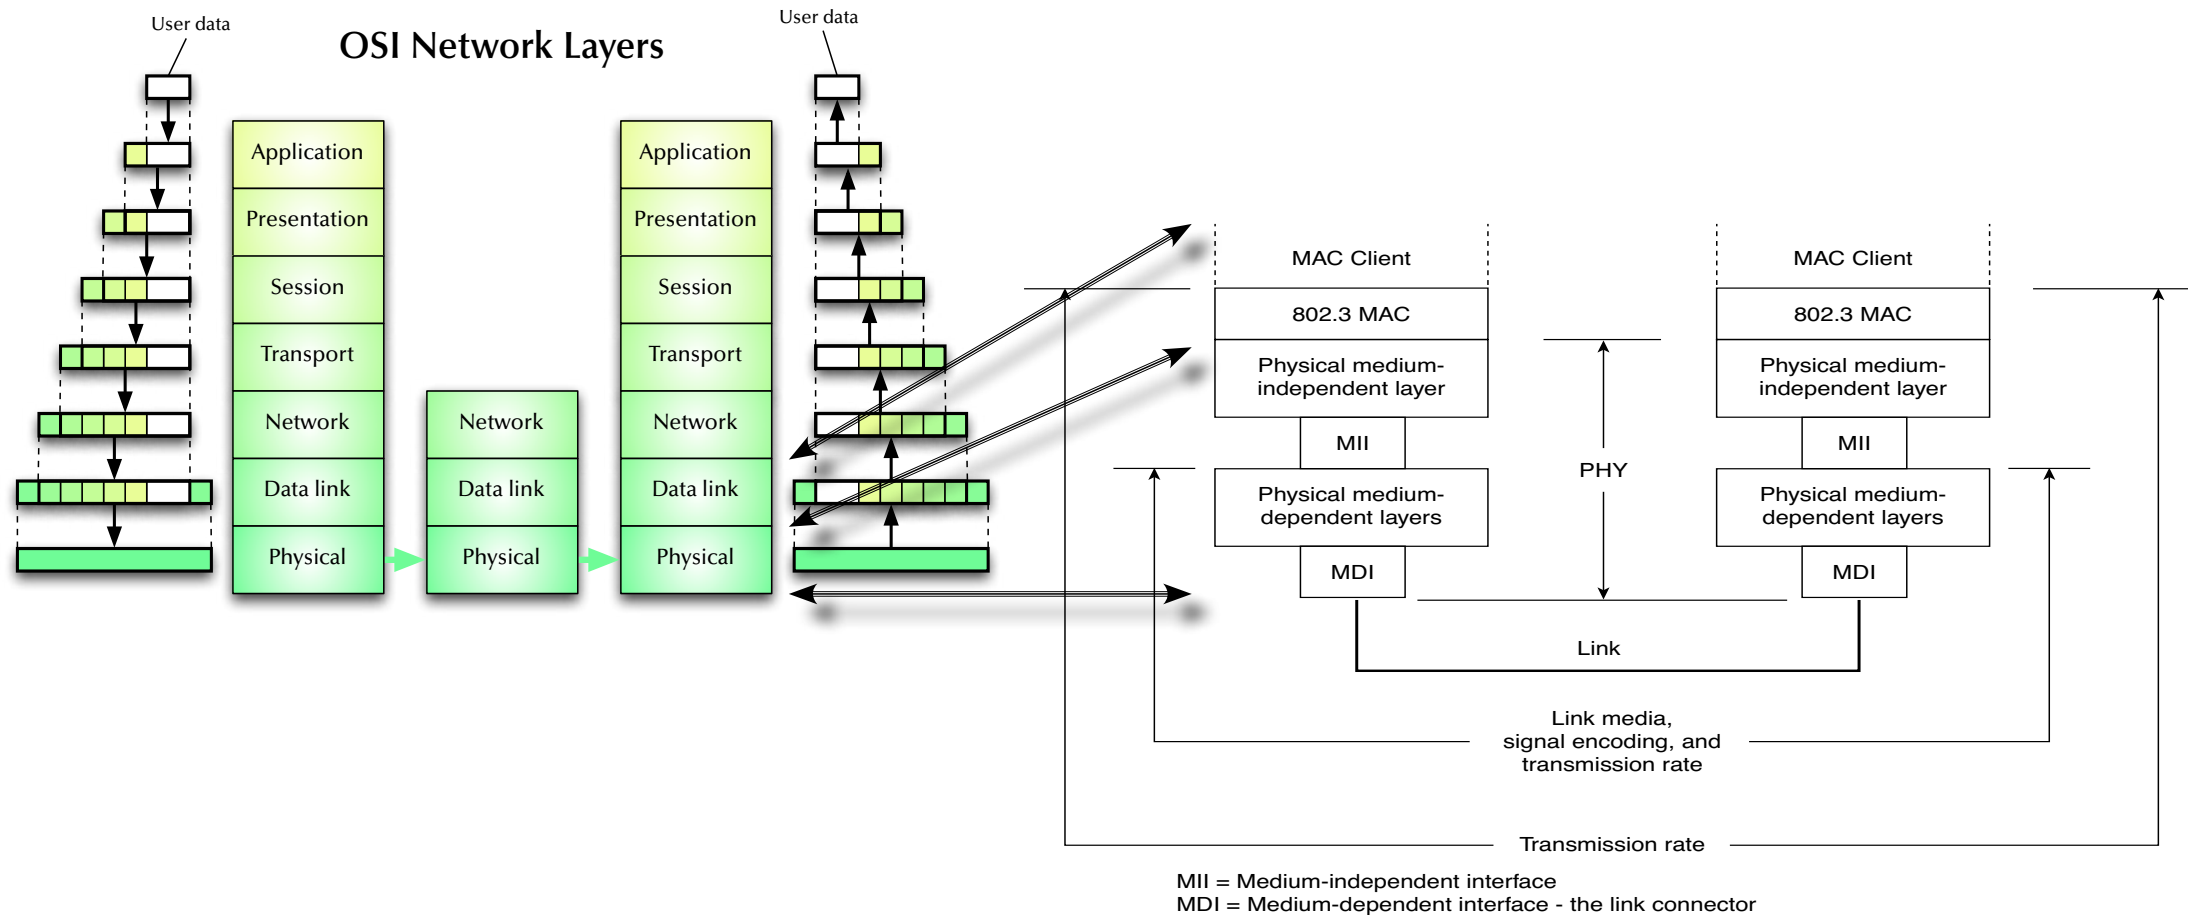 User data
User data
OSI Network Layers
Application
Presentation
Session
Transport
Network
Data link
Physical
Network
Data link
Physical
Application
Presentation
Session
Transport
Network
Data link
Physical
MAC Client
802.3 MAC
Physical medium-
independent layer
MII
Physical medium-
dependent layers
MDI
PHY
MAC Client
802.3 MAC
Physical medium-
independent layer
MII
Physical medium-
dependent layers
MDI
Link
Link media,
signal encoding, and
transmission rate
Transmission rate
MII = Medium-independent interface
MDI = Medium-dependent interface - the link connector